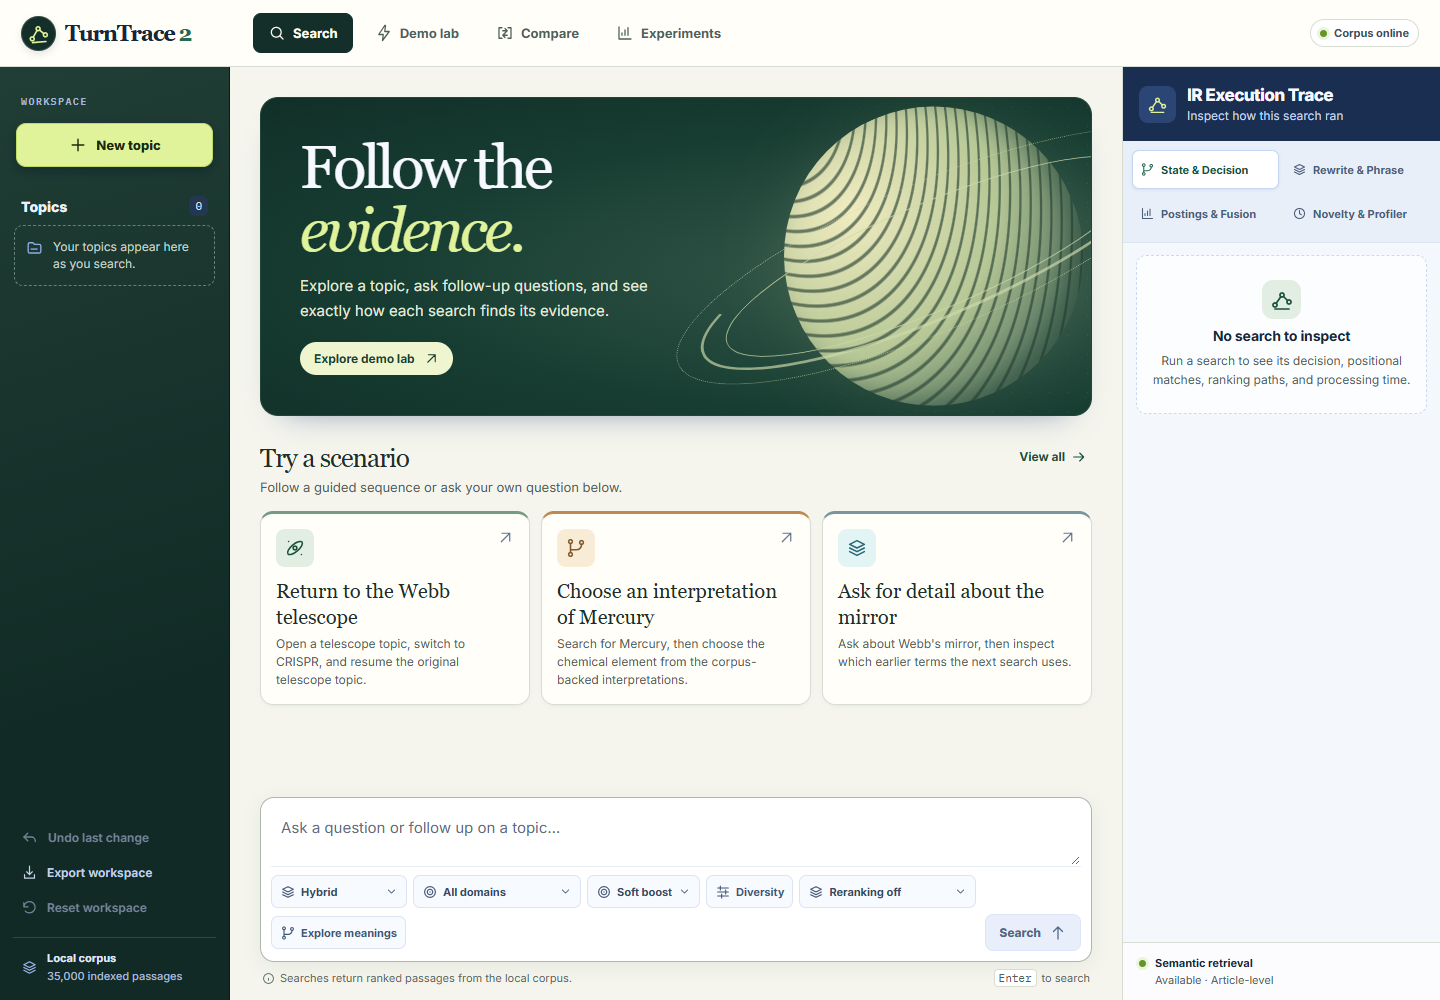 TurnTrace 2
Search
Demo lab
Compare
Experiments
Corpus online
WORKSPACE
New topic
Topics
0
Your topics appear here
as you search.
Undo last change
Export workspace
Reset workspace
Local corpus
35,000 indexed passages
Follow the
evidence.
Explore a topic, ask follow-up questions, and see
exactly how each search finds its evidence.
Explore demo lab
Try a scenario
View all
Follow a guided sequence or ask your own question below.
Return to the Webb
telescope
Open a telescope topic, switch to
CRISPR, and resume the original
telescope topic.
Choose an interpretation
of Mercury
Search for Mercury, then choose the
chemical element from the corpus-
backed interpretations.
Ask for detail about the
mirror
Ask about Webb's mirror, then inspect
which earlier terms the next search uses.
Ask a question or follow up on a topic...
Hybrid
All domains
Soft boost
Diversity
Reranking off
Explore meanings
Search
Searches return ranked passages from the local corpus.
Enter to search
IR Execution Trace
Inspect how this search ran
State & Decision
Rewrite & Phrase
Postings & Fusion
Novelty & Profiler
No search to inspect
Run a search to see its decision, positional
matches, ranking paths, and processing time.
Semantic retrieval
Available · Article-level